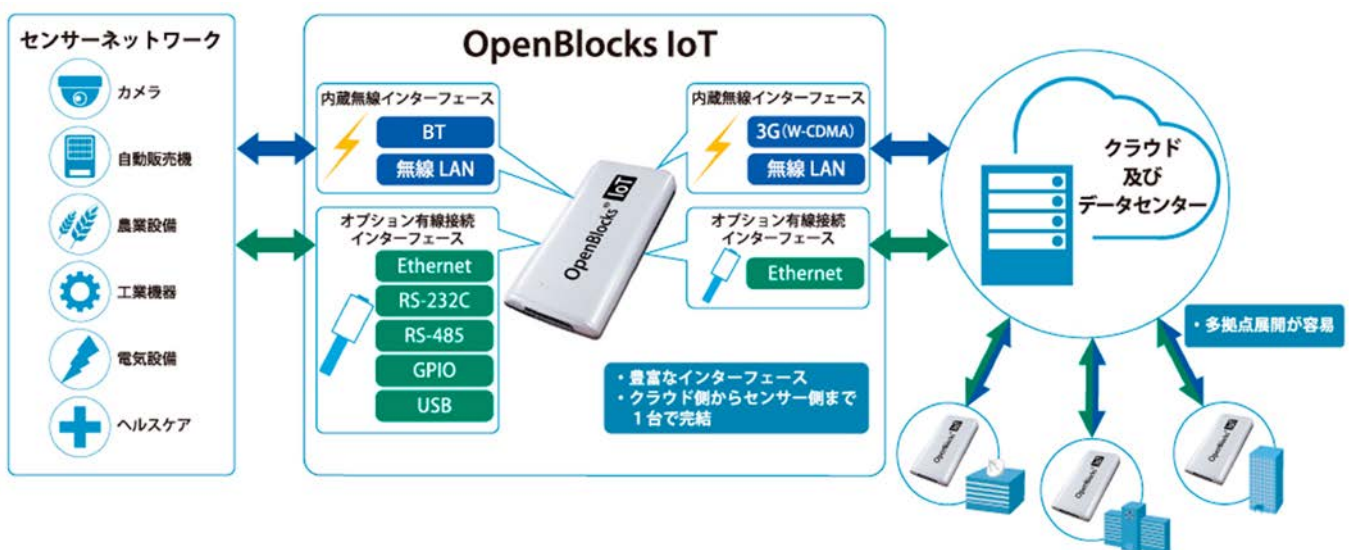 センサーネットワーク
カメラ
自動販売機
農業設備
工業機器
電気設備
ヘルスケア
OpenBlocks IoT
内蔵無線インターフェース
BT
無線 LAN
オプション有線接続
インターフェース
Ethernet
RS-232C
RS-485
GPIO
USB
OpenBlocks® IoT
内蔵無線インターフェース
3G(W-CDMA)
無線 LAN
オプション有線接続
インターフェース
Ethernet
・豊富なインターフェース
・クラウド側からセンサー側まで
1台で完結
クラウド
及び
データセンター
・多拠点展開が容易
OpenBlocks® IoT
OpenBlocks® IoT
OpenBlocks® IoT